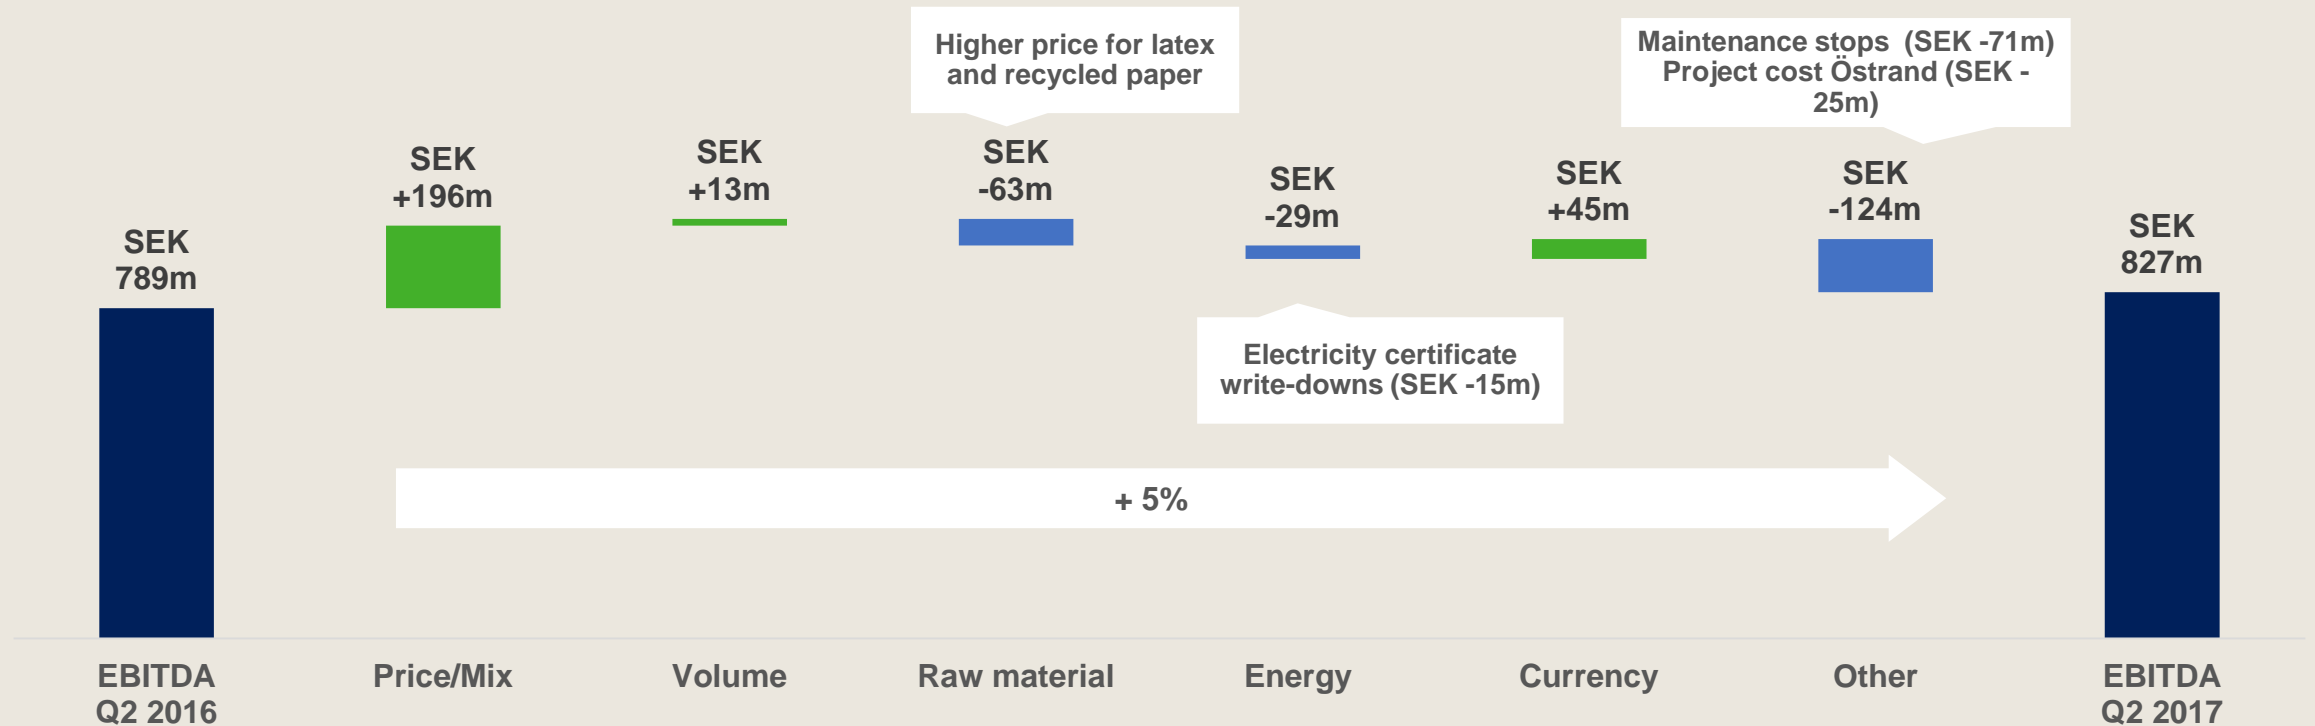 Higher price for latex
and recycled paper
Maintenance stops  (SEK -71m)
Project cost Östrand (SEK -
25m)
SEK
789m
SEK
+196m
SEK
+13m
SEK
-63m
SEK
-29m
SEK
+45m
SEK
-124m
SEK
827m
Electricity certificate
write-downs (SEK -15m)
+ 5%
EBITDA
Q2 2016
Price/Mix
Volume
Raw material
Energy
Currency
Other
EBITDA
Q2 2017